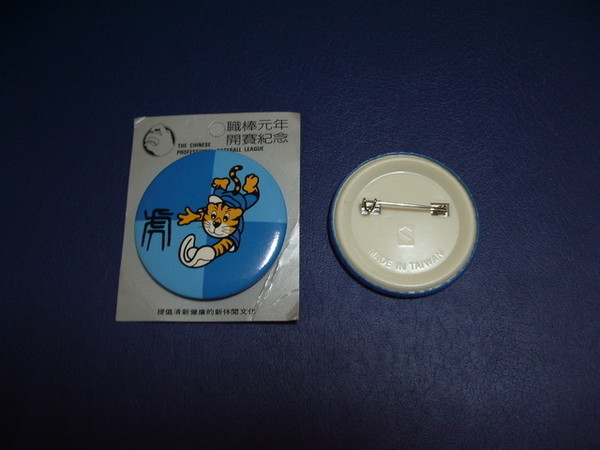 職棒元年
開賽紀念
THE CHINESE
PROFESSIONAL BASEBALL LEAGUE
虎
提倡清新健康的新休閒文化
MADE IN TAIWAN